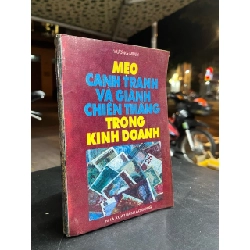 MẸO
CẠNH TRANH
VÀ GIÀNH
CHIẾN THẮNG
TRONG
KINH DOANH